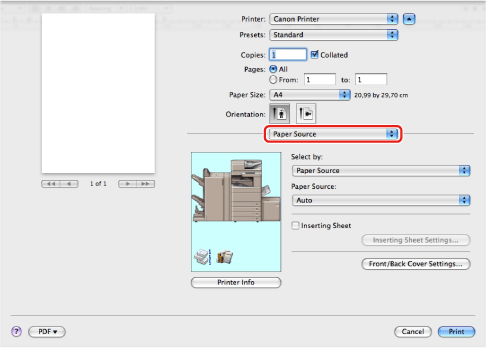 Printer: Canon Printer
Presets: Standard
Copies: 1 Collated
Pages: All
From: 1 to: 1
Paper Size: A4 20,99 by 29,70 cm
Orientation:
Paper Source
1 of 1
Select by:
Paper Source
Paper Source:
Auto
Inserting Sheet
Inserting Sheet Settings...
Front/Back Cover Settings...
Printer Info
? PDF Cancel Print